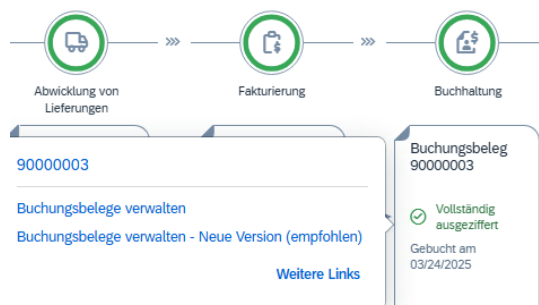 Abwicklung von
Lieferungen
Fakturierung
Buchhaltung
90000003
Buchungsbelege verwalten
Buchungsbelege verwalten - Neue Version (empfohlen)
Weitere Links
Buchungsbeleg
90000003
Vollständig
ausgeziffert
Gebucht am
03/24/2025